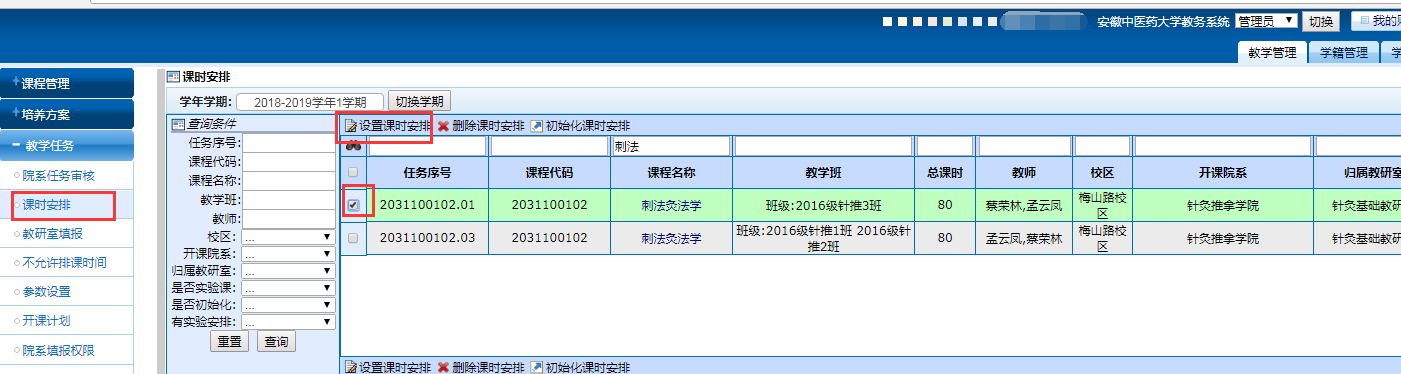 安徽中医药大学教务系统 管理员 切换 我的
教学管理 学籍管理
课程管理
培养方案
教学任务
院系任务审核
课时安排
教研室填报
不允许排课时间
参数设置
开课计划
院系填报权限
课时安排
学年学期: 2018-2019学年1学期 切换学期
查询条件
任务序号:
课程代码:
课程名称:
教学班:
教师:
校区: ...
开课院系: ...
归属教研室: ...
是否实验课: ...
是否初始化: ...
有实验安排: ...
重置 查询
设置课时安排 删除课时安排 初始化课时安排
刺法
任务序号 课程代码 课程名称 教学班 总课时 教师 校区 开课院系 归属教研室
2031100102.01 2031100102 刺法灸法学 班级:2016级针推3班 80 蔡荣林,孟云凤 梅山路校区 针灸推拿学院 针灸基础教研
2031100102.03 2031100102 刺法灸法学 班级:2016级针推1班 2016级针推2班 80 孟云凤,蔡荣林 梅山路校区 针灸推拿学院 针灸基础教研
设置课时安排 删除课时安排 初始化课时安排